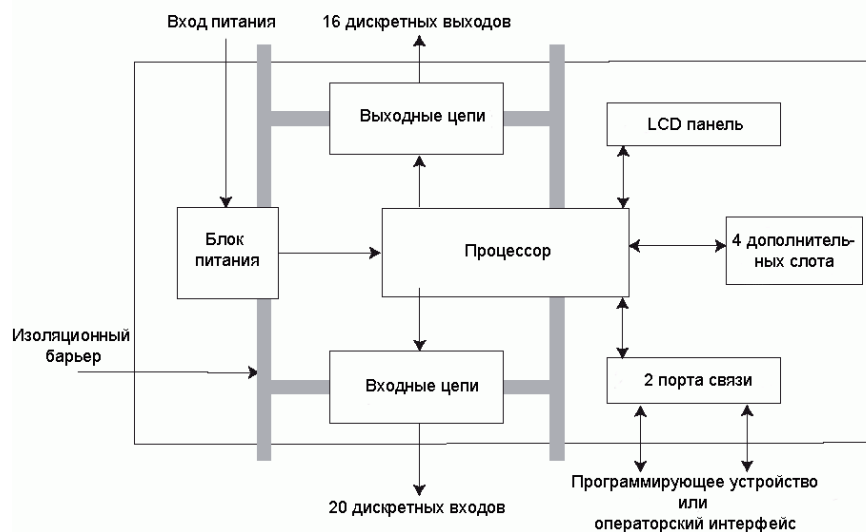 Вход питания
16 дискретных выходов
Выходные цепи
LCD панель
Блок
питания
Процессор
4 дополнитель-
ных слота
Изоляционный
барьер
Входные цепи
2 порта связи
20 дискретных входов
Программирующее устройство
или
операторский интерфейс